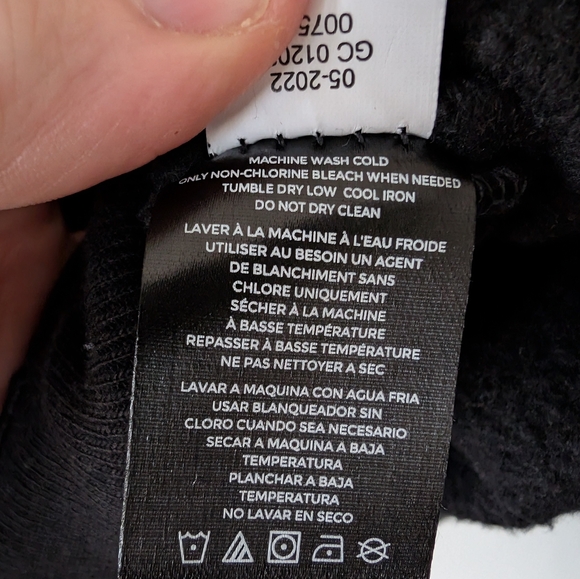 05-2022
MACHINE WASH COLD
ONLY NON-CHLORINE BLEACH WHEN NEEDED
TUMBLE DRY LOW COOL IRON
DO NOT DRY CLEAN
LAVER À LA MACHINE À L'EAU FROIDE
UTILISER AU BESOIN UN AGENT
DE BLANCHIMENT SANS
CHLORE UNIQUEMENT
SÉCHER À LA MACHINE
À BASSE TEMPÉRATURE
REPASSER À BASSE TEMPÉRATURE
NE PAS NETTOYER A SEC
LAVAR A MAQUINA CON AGUA FRIA
USAR BLANQUEADOR SIN
CLORO CUANDO SEA NECESARIO
SECAR A MAQUINA A BAJA
TEMPERATURA
PLANCHAR A BAJA
TEMPERATURA
NO LAVAR EN SECO